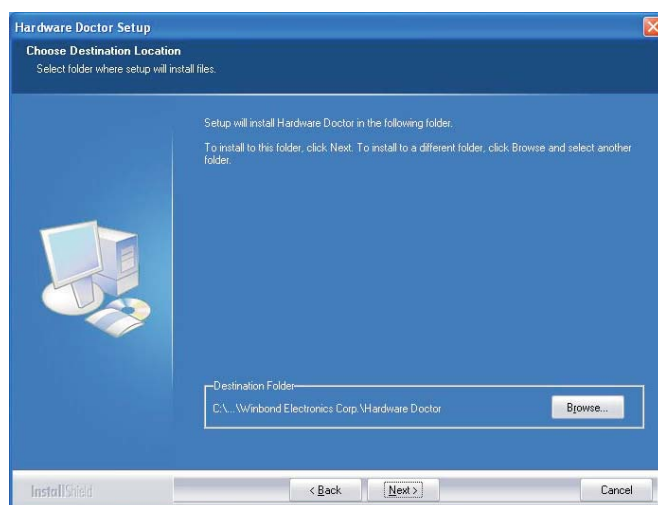 Hardware Doctor Setup
Choose Destination Location
Select folder where setup will install files.
Setup will install Hardware Doctor in the following folder.
To install to this folder, click Next. To install to a different folder, click Browse and select another
folder.
Destination Folder
C:\...\Winbond Electronics Corp.\Hardware Doctor
Browse...
InstallShield
< Back
Next >
Cancel